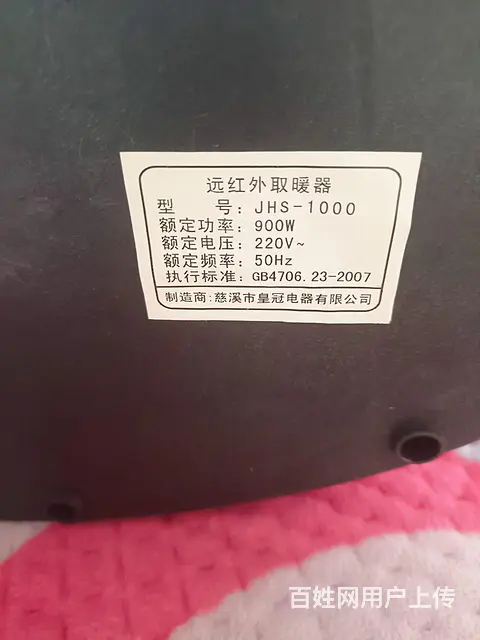 远红外取暖器
型 号：JHS-1000
额定功率：900W
额定电压：220V~
额定频率：50Hz
执行标准：GB4706.23-2007
制造商:慈溪市皇冠电器有限公司
百姓网用户上传